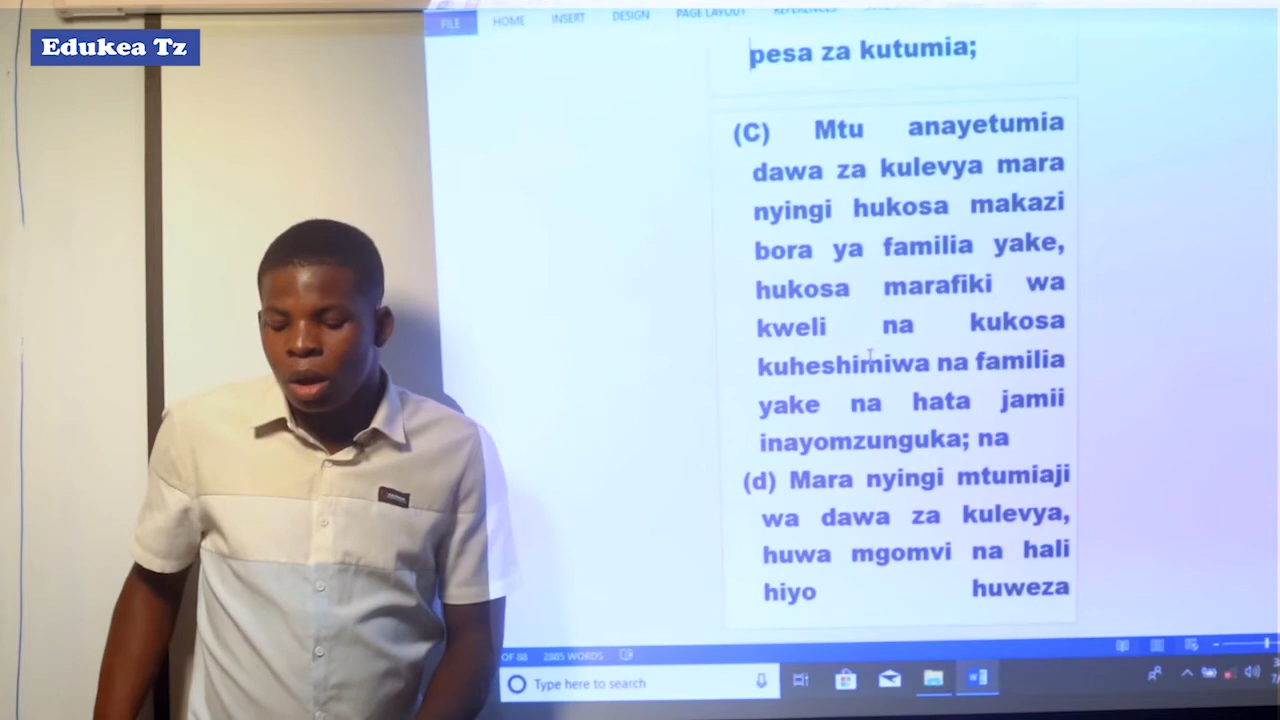 Edukea Tz
FILE HOME INSERT DESIGN PAGE LAYOUT REFERENCES
pesa za kutumia;
(C) Mtu anayetumia
dawa za kulevya mara
nyingi hukosa makazi
bora ya familia yake,
hukosa marafiki wa
kweli na kukosa
kuheshimiwa na familia
yake na hata jamii
inayomzunguka; na
(d) Mara nyingi mtumiaji
wa dawa za kulevya,
huwa mgomvi na hali
hiyo huweza
OF 88 2885 WORDS
Type here to search